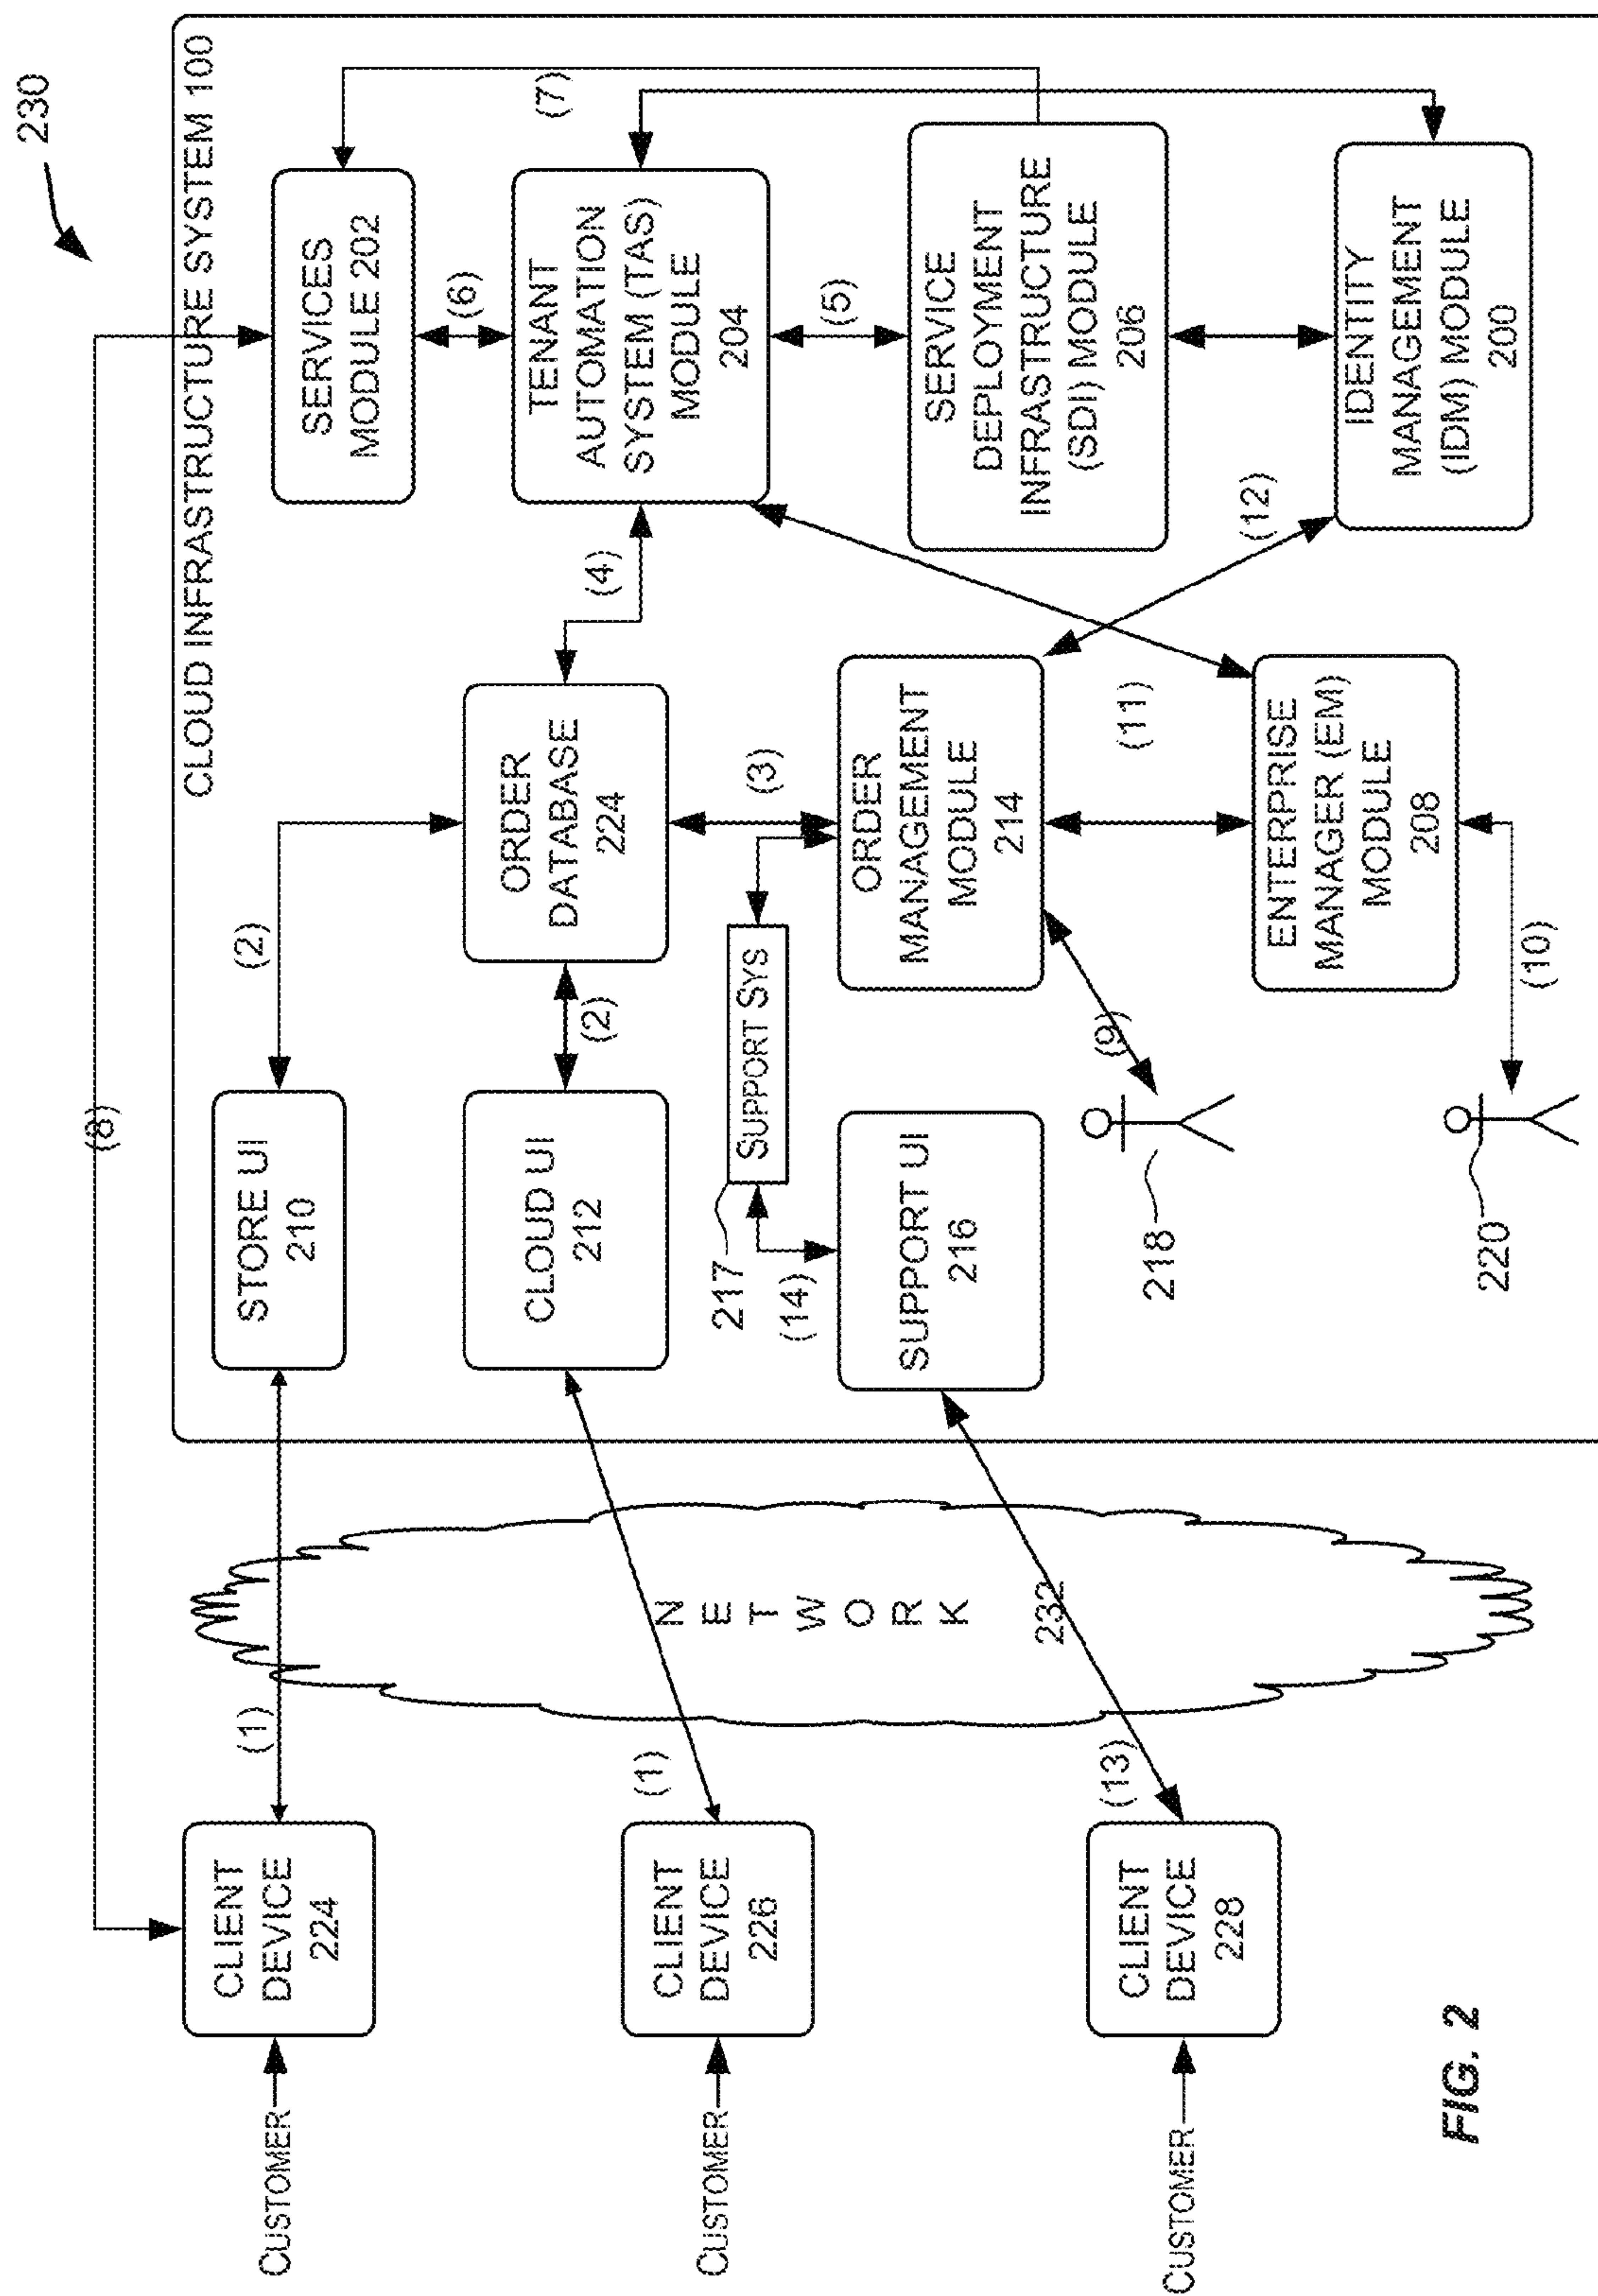 230
CLOUD INFRASTRUCTURE SYSTEM 100
(8)
CUSTOMER
CLIENT
DEVICE
224
(1)
STORE UI
210
(2)
SERVICES
MODULE 202
(6)
(7)
CUSTOMER
CLIENT
DEVICE
226
(1)
CLOUD UI
212
(2)
ORDER
DATABASE
224
(4)
TENANT
AUTOMATION
SYSTEM (TAS)
MODULE
204
(5)
NETWORK
232
217
(14)
SUPPORT SYS
(3)
CUSTOMER
CLIENT
DEVICE
228
(13)
SUPPORT UI
216
ORDER
MANAGEMENT
MODULE
214
SERVICE
DEPLOYMENT
INFRASTRUCTURE
(SDI) MODULE
206
218
(9)
(11)
(12)
220
(10)
ENTERPRISE
MANAGER (EM)
MODULE
208
IDENTITY
MANAGEMENT
(IDM) MODULE
200
FIG. 2